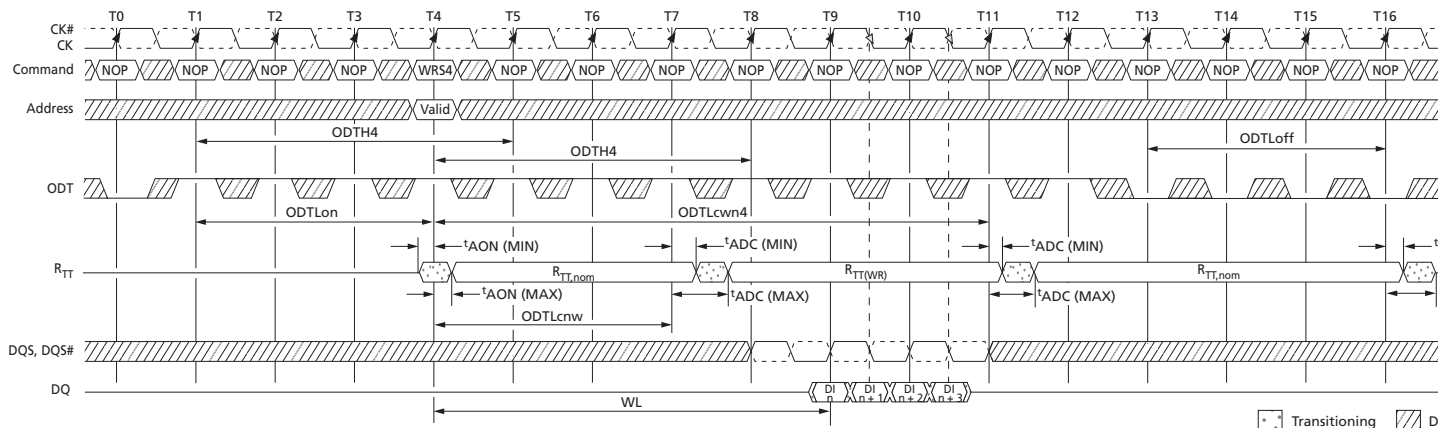 T0 T1 T2 T3 T4 T5 T6 T7 T8 T9 T10 T11 T12 T13 T14 T15 T16
CK#
CK
Command NOP NOP NOP NOP WRS4 NOP NOP NOP NOP NOP NOP NOP NOP NOP NOP NOP NOP
Address Valid
ODTH4 ODTLoff
ODTH4
ODT
ODTLon ODTLcwn4
tAON (MIN) tADC (MIN) tADC (MIN) t
RTT RTT,nom RTT(WR) RTT,nom
tAON (MAX) tADC (MAX) tADC (MAX)
ODTLcnw
DQS, DQS#
DQ DI n DI n + 1 DI n + 2 DI n + 3
WL
Transitioning D